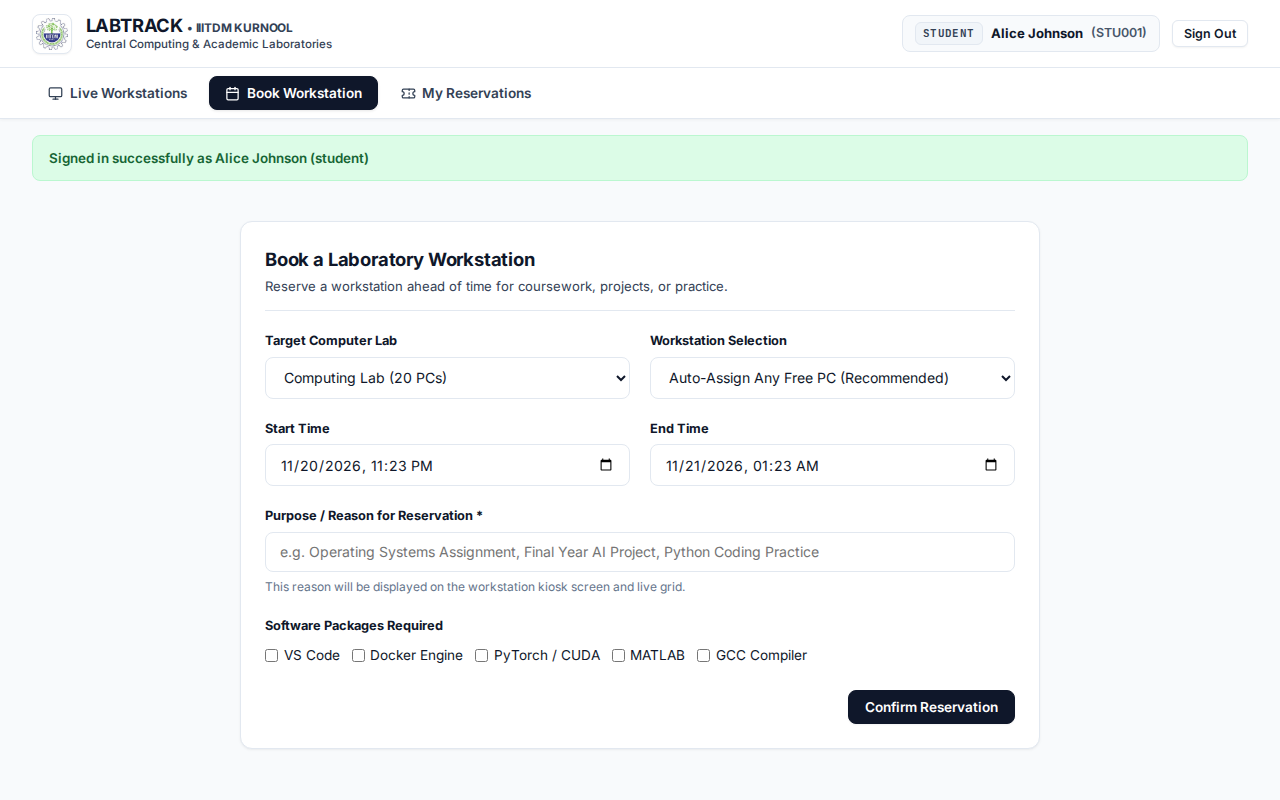 LABTRACK • IIITDM KURNOOL
Central Computing & Academic Laboratories
STUDENT Alice Johnson (STU001)
Sign Out
Live Workstations
Book Workstation
My Reservations
Signed in successfully as Alice Johnson (student)
Book a Laboratory Workstation
Reserve a workstation ahead of time for coursework, projects, or practice.
Target Computer Lab
Workstation Selection
Computing Lab (20 PCs)
Auto-Assign Any Free PC (Recommended)
Start Time
End Time
11/20/2026, 11:23 PM
11/21/2026, 01:23 AM
Purpose / Reason for Reservation *
e.g. Operating Systems Assignment, Final Year AI Project, Python Coding Practice
This reason will be displayed on the workstation kiosk screen and live grid.
Software Packages Required
VS Code
Docker Engine
PyTorch / CUDA
MATLAB
GCC Compiler
Confirm Reservation